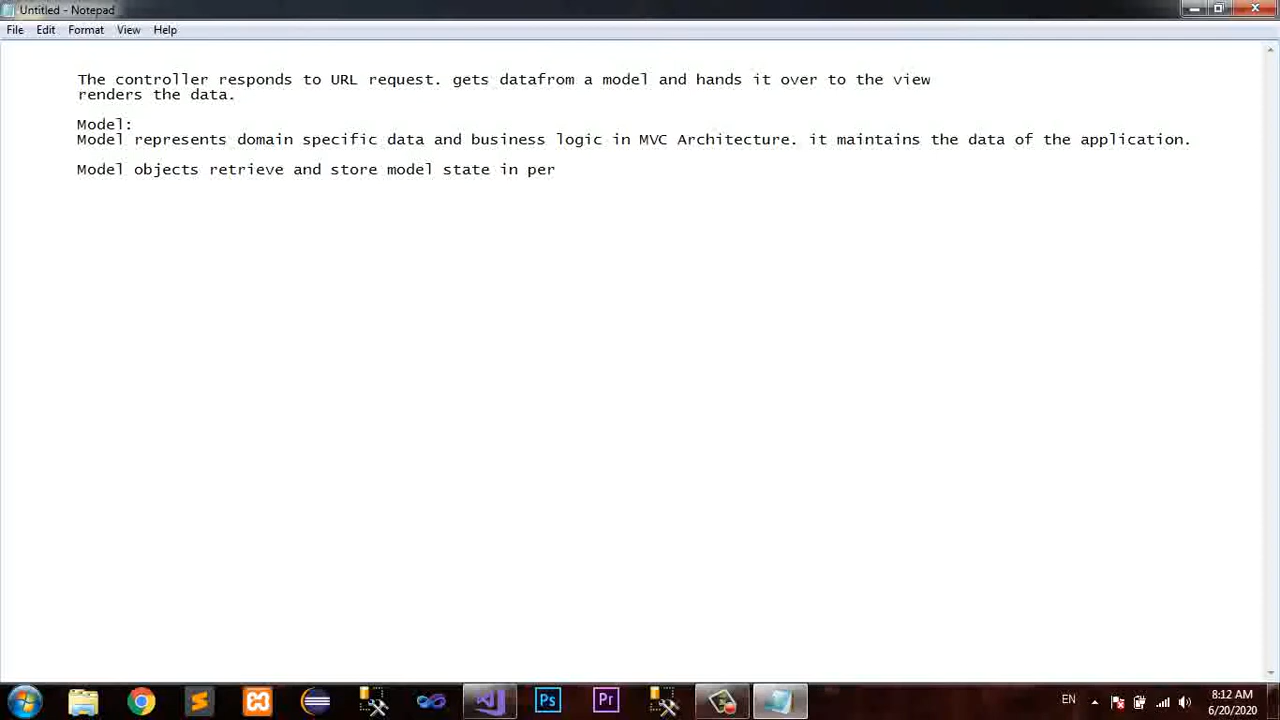 Untitled - Notepad
File Edit Format View Help
The controller responds to URL request. gets datafrom a model and hands it over to the view
renders the data.
Model:
Model represents domain specific data and business logic in MVC Architecture. it maintains the data of the application.
Model objects retrieve and store model state in per
Ps Pr EN 8:12 AM
6/20/2020